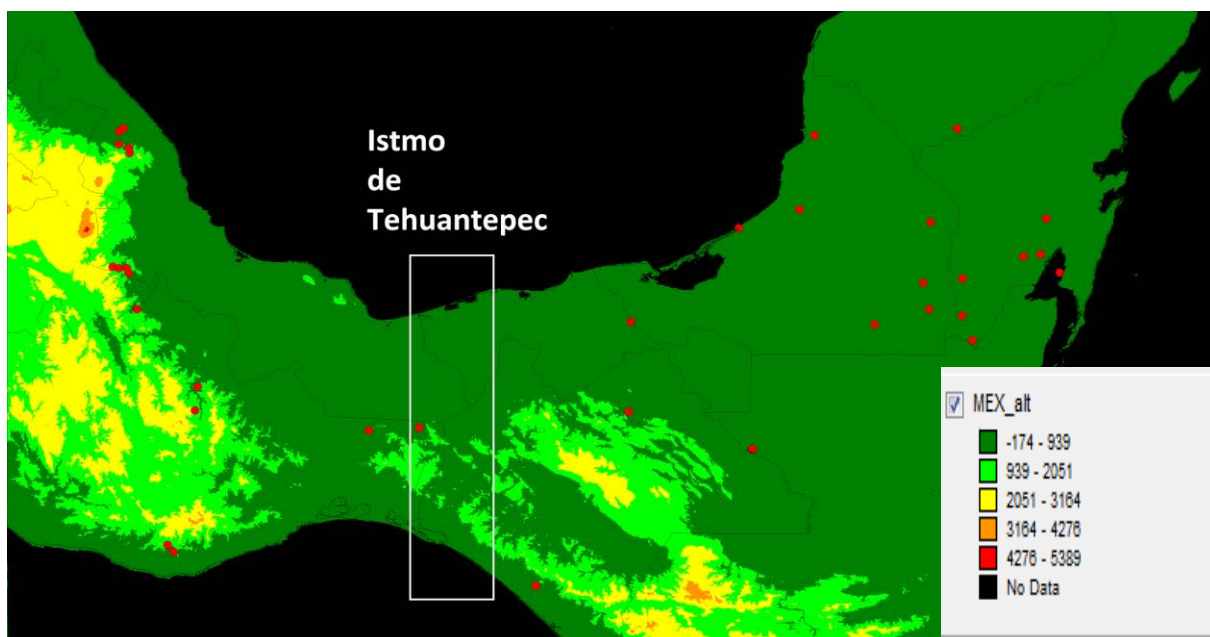 Istmo
de
Tehuantepec
MEX_alt
-174 - 939
939 - 2051
2051 - 3164
3164 - 4276
4276 - 5389
No Data